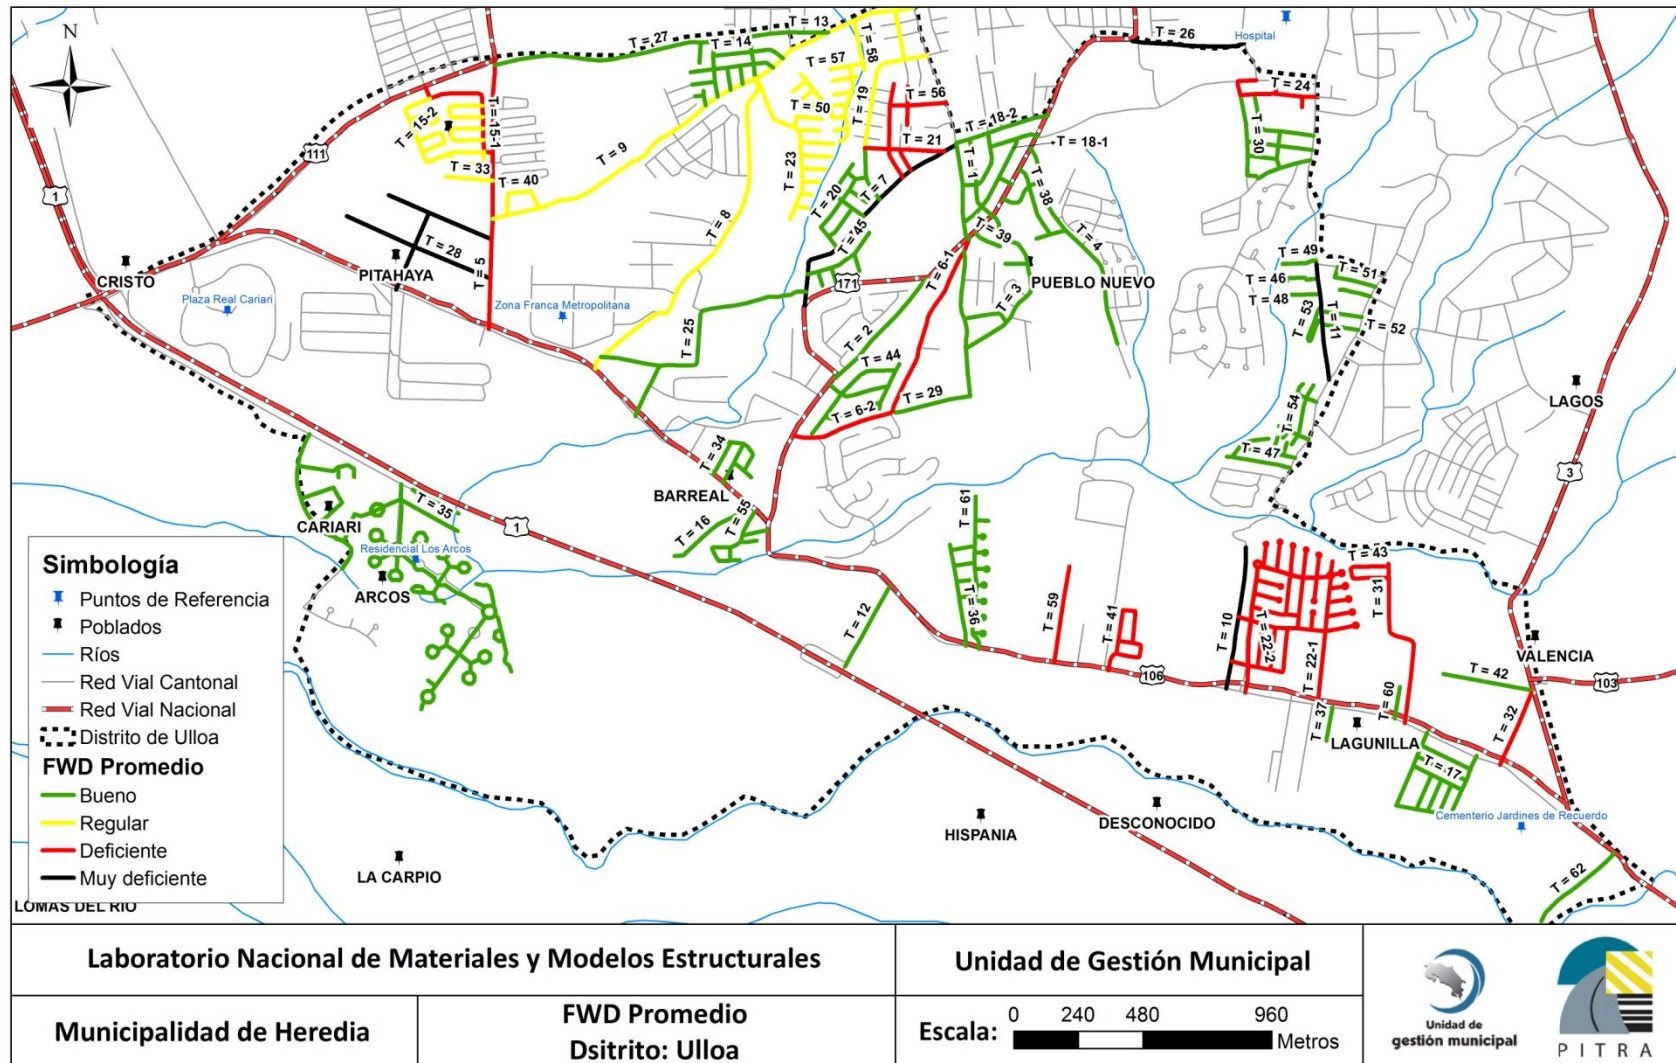 N
T = 13
T = 27
T = 14
T = 57
T = 58
T = 26
Hospital
T = 24
T = 56
T = 19
T = 50
T = 15-2
T = 15-1
111
T = 9
T = 21
T = 18-2
T = 18-1
T = 30
T = 33
T = 40
T = 23
T = 20
T = 7
T = 1
T = 38
1
T = 8
T = 45
T = 39
T = 4
T = 28
T = 5
T = 6-1
171
CRISTO
PITAHAYA
PUEBLO NUEVO
T = 49
T = 51
T = 46
T = 48
T = 53
T = 11
T = 52
Plaza Real Cariari
Zona Franca Metropolitana
T = 25
T = 2
T = 3
T = 44
T = 29
T = 6-2
LAGOS
T = 54
T = 47
T = 34
BARREAL
3
CARIARI
T = 35
1
T = 16
T = 55
T = 61
Residencial Los Arcos
ARCOS
T = 12
T = 36
T = 59
T = 41
T = 10
T = 22-2
T = 22-1
T = 43
T = 31
106
VALENCIA
103
T = 42
T = 60
T = 37
T = 32
LAGUNILLA
T = 17
Cementerio Jardines de Recuerdo
HISPANIA
DESCONOCIDO
T = 62
LA CARPIO
LOMAS DEL RIO
Simbología
Puntos de Referencia
Poblados
Ríos
Red Vial Cantonal
Red Vial Nacional
Distrito de Ulloa
FWD Promedio
Bueno
Regular
Deficiente
Muy deficiente
Laboratorio Nacional de Materiales y Modelos Estructurales
Unidad de Gestión Municipal
Municipalidad de Heredia
FWD Promedio
Dsitrito: Ulloa
Escala:
0 240 480 960
Metros
Unidad de
gestión municipal
PITRA